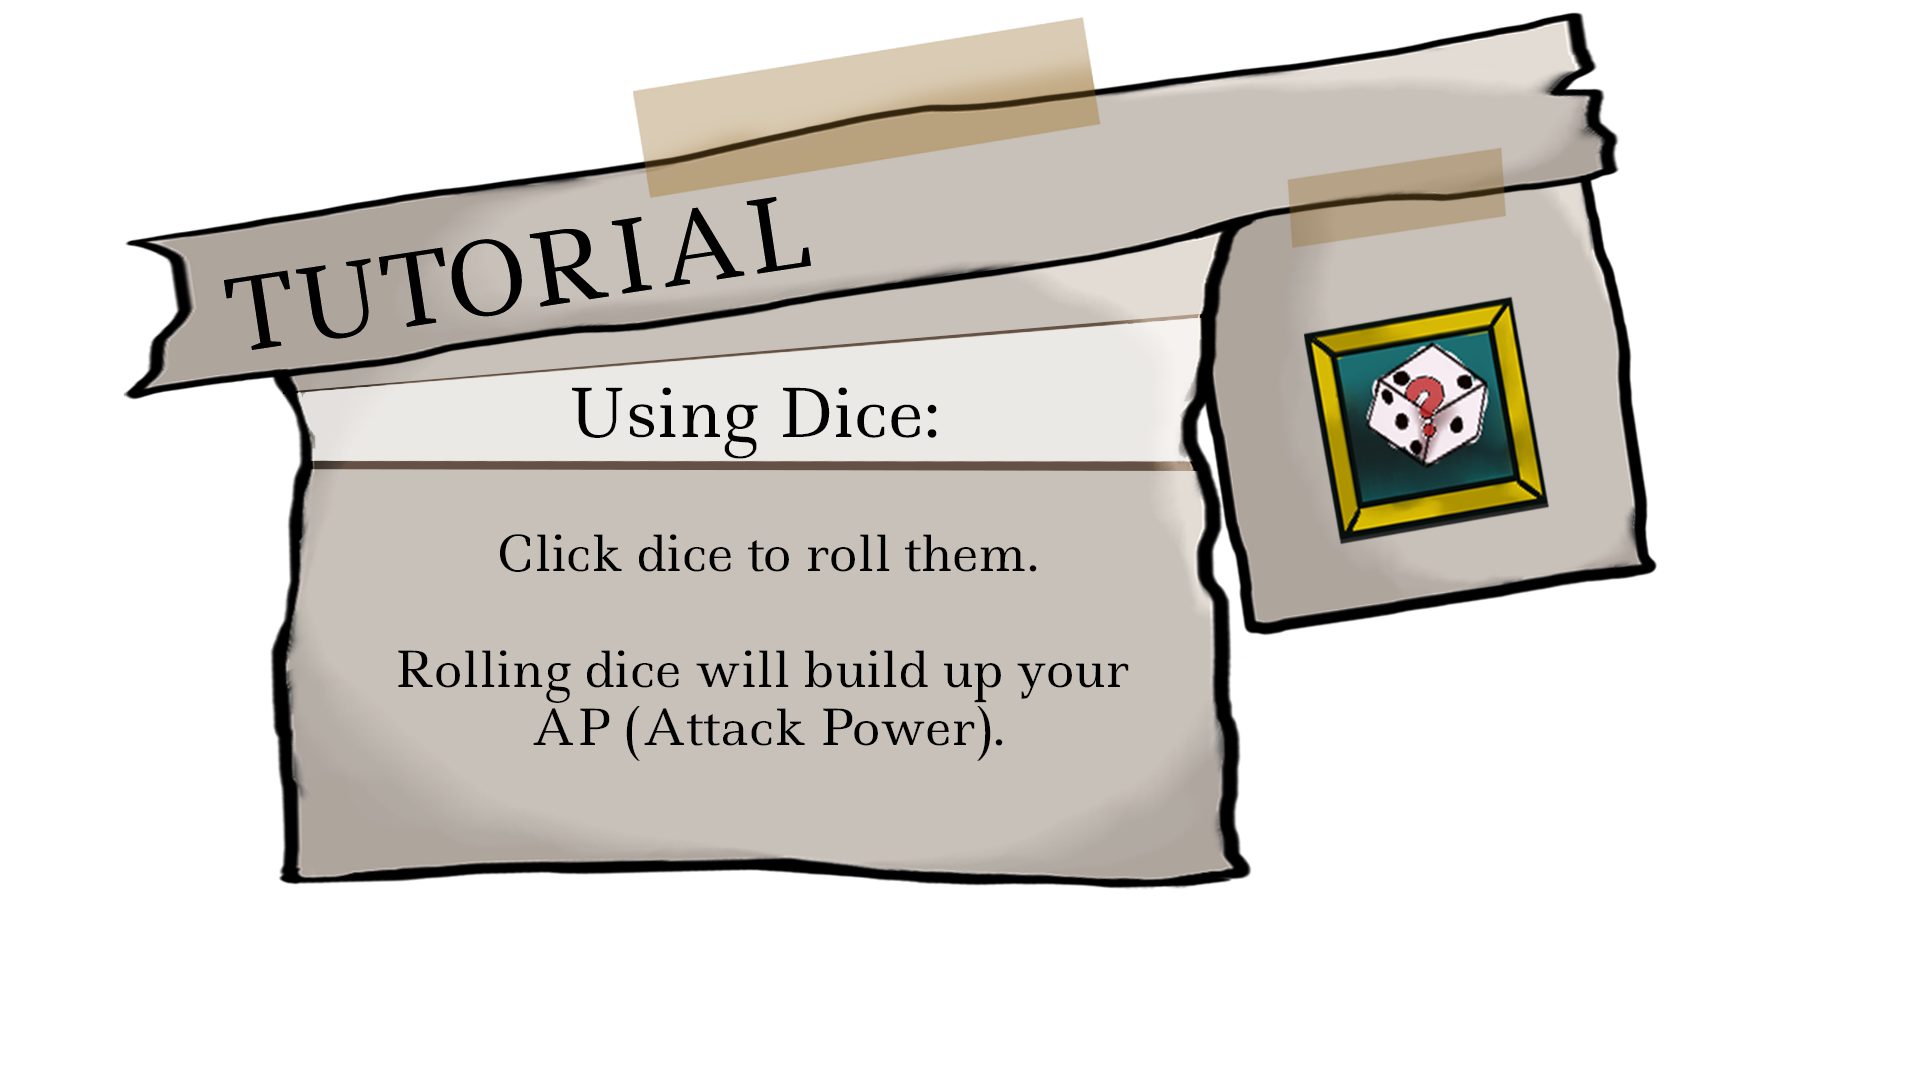 TUTORIAL
Using Dice:
Click dice to roll them.
Rolling dice will build up your
AP (Attack Power).
?